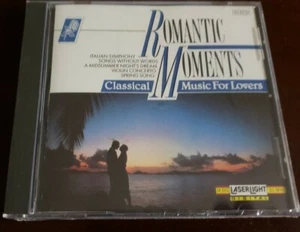 ROMANTIC
MOMENTS
ITALIAN SYMPHONY
SONGS WITHOUT WORDS
A MIDSUMMER NIGHT'S DREAM
VIOLIN CONCERTO
SPRING SONG
Classical Music For Lovers
LASERLIGHT
DIGITAL